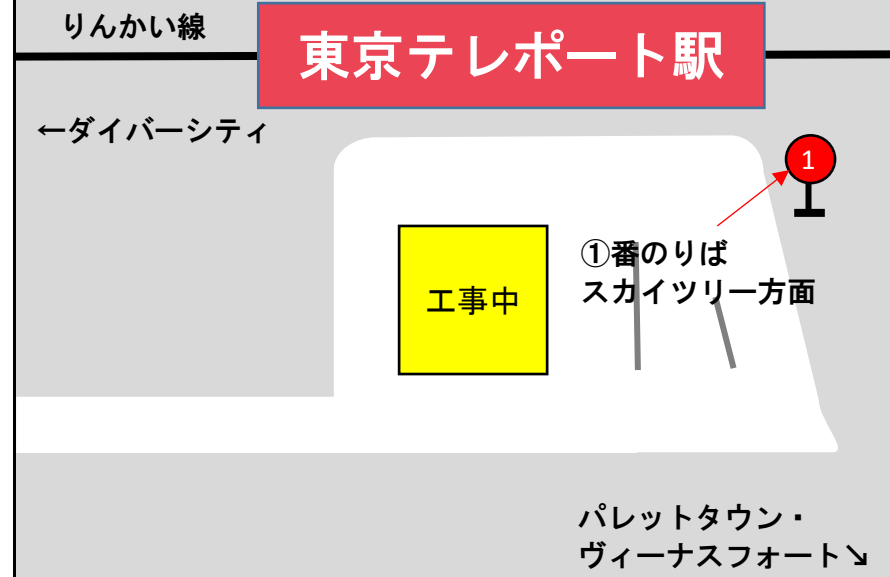 りんかい線
東京テレポート駅
←ダイバーシティ
1
①番のりば
スカイツリー方面
工事中
パレットタウン・
ヴィーナスフォート↘